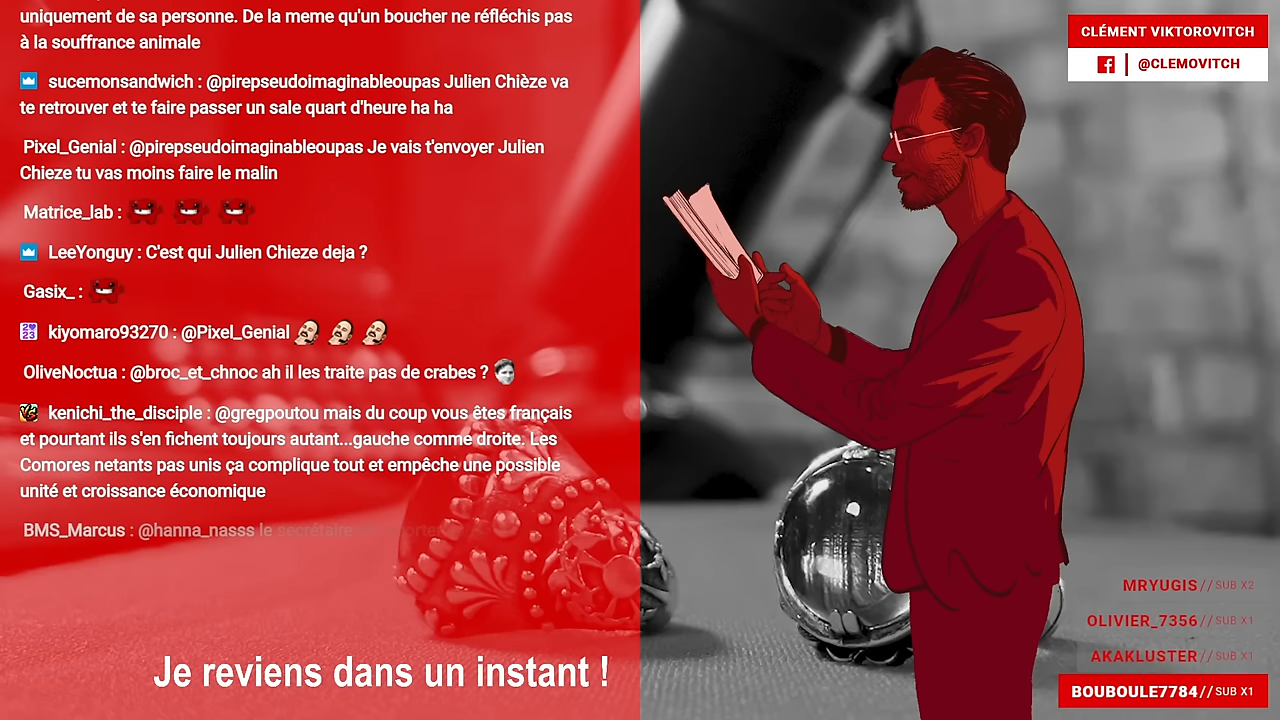 uniquement de sa personne. De la meme qu'un boucher ne réfléchis pas
à la souffrance animale
sucemonsandwich : @pirepseudoimaginableoupas Julien Chièze va
te retrouver et te faire passer un sale quart d'heure ha ha
Pixel_Genial : @pirepseudoimaginableoupas Je vais t'envoyer Julien
Chieze tu vas moins faire le malin
Matrice_lab :
LeeYonguy : C'est qui Julien Chieze deja ?
Gasix_ :
kiyomaro93270 : @Pixel_Genial
OliveNoctua : @broc_et_chnoc ah il les traite pas de crabes ?
kenichi_the_disciple : @gregpoutou mais du coup vous êtes français
et pourtant ils s'en fichent toujours autant...gauche comme droite. Les
Comores netants pas unis ça complique tout et empêche une possible
unité et croissance économique
BMS_Marcus : @hanna_nasss le secrétaire
Je reviens dans un instant !
CLÉMENT VIKTOROVITCH
@CLEMOVITCH
MRYUGIS // SUB X2
OLIVIER_7356 // SUB X1
AKAKLUSTER // SUB X1
BOUBOULE7784 // SUB X1